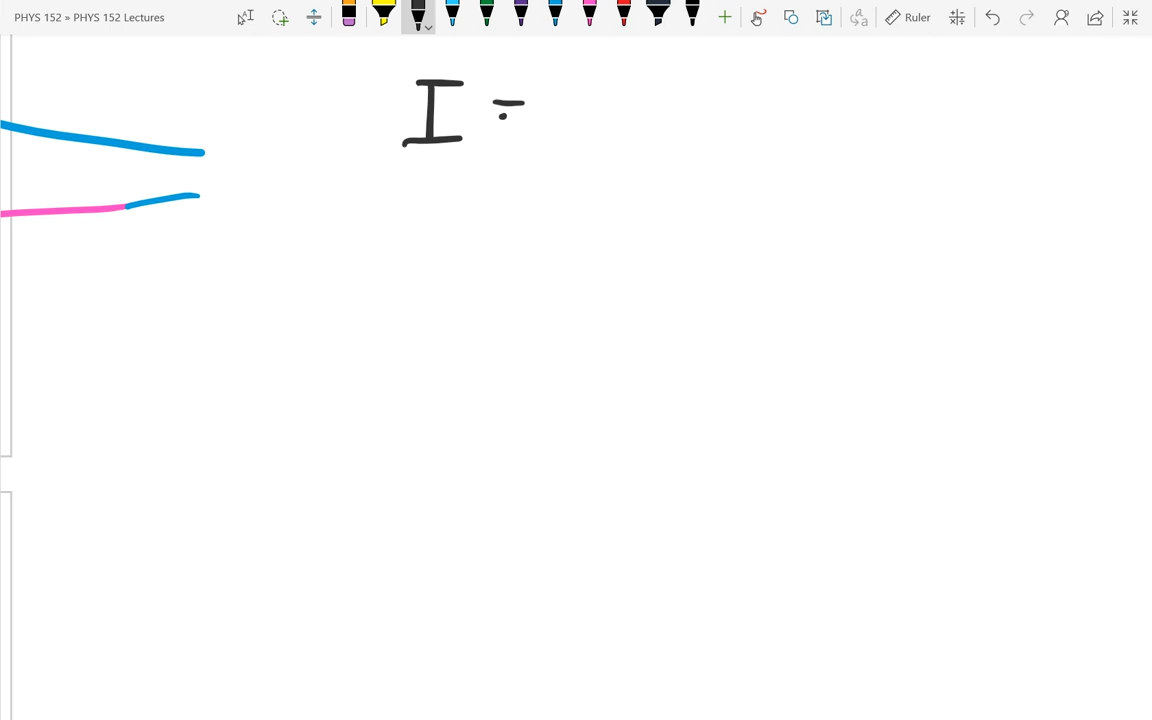 PHYS 152 » PHYS 152 Lectures
Ruler
I =